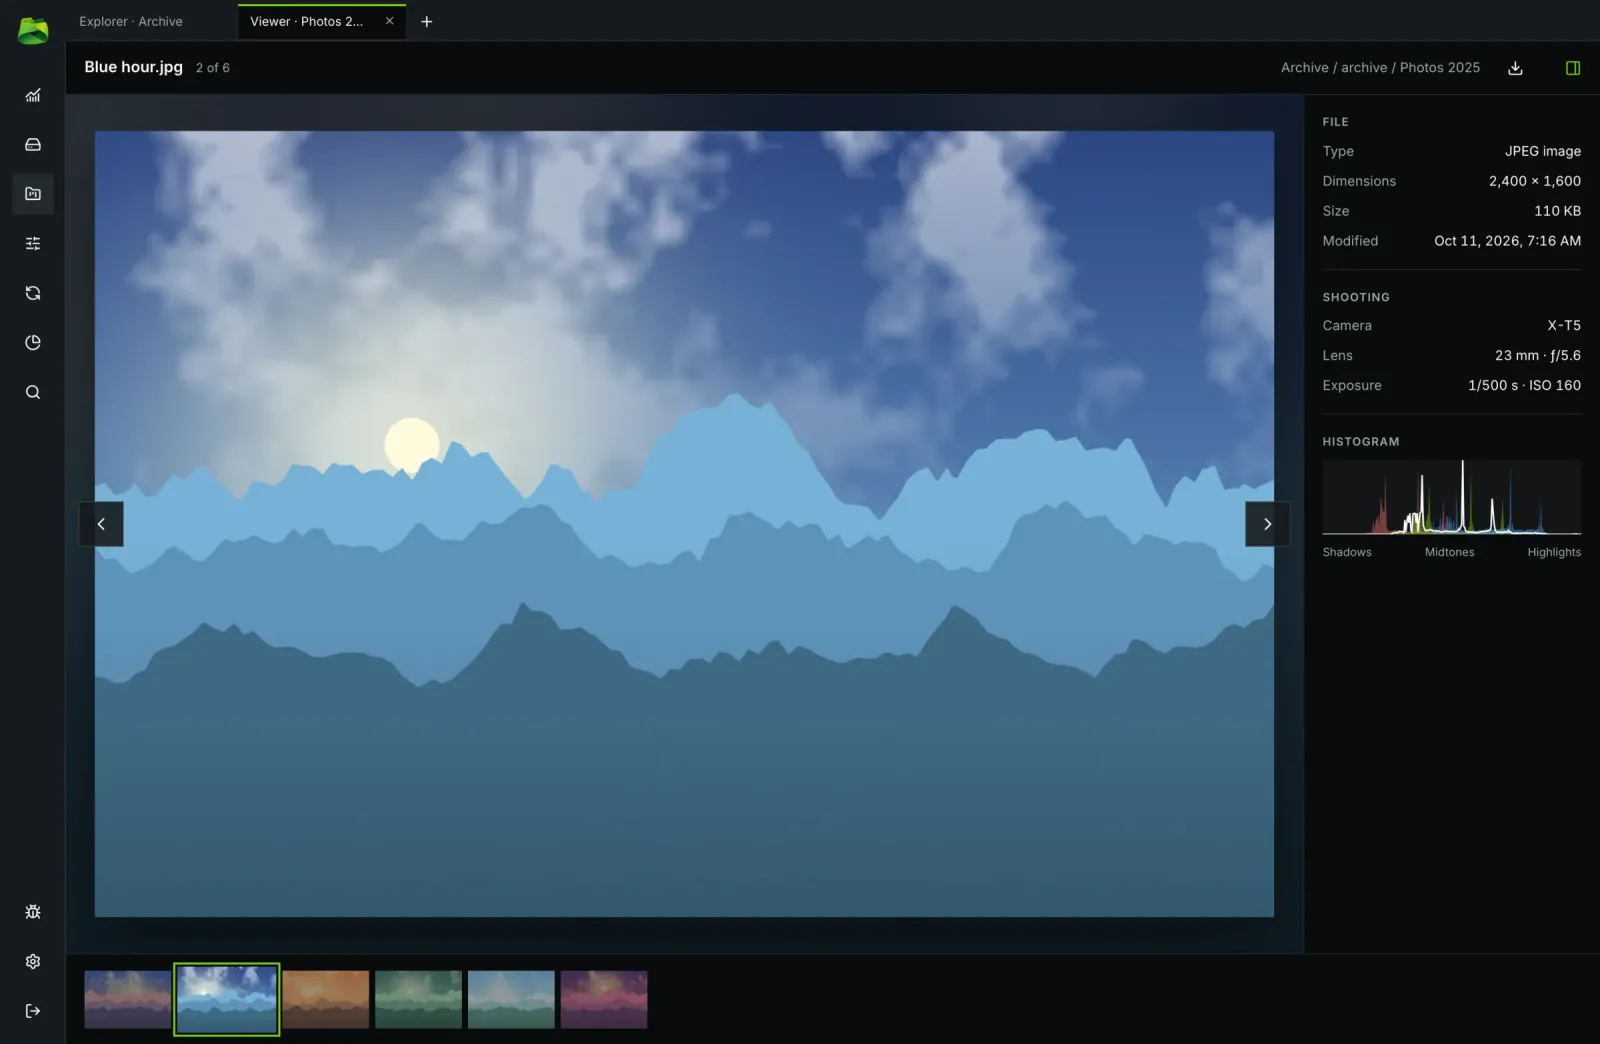 Explorer · Archive
Viewer · Photos 2...
Blue hour.jpg
2 of 6
Archive / archive / Photos 2025
FILE
Type
JPEG image
Dimensions
2,400 × 1,600
Size
110 KB
Modified
Oct 11, 2026, 7:16 AM
SHOOTING
Camera
X-T5
Lens
23 mm · ƒ/5.6
Exposure
1/500 s · ISO 160
HISTOGRAM
Shadows
Midtones
Highlights